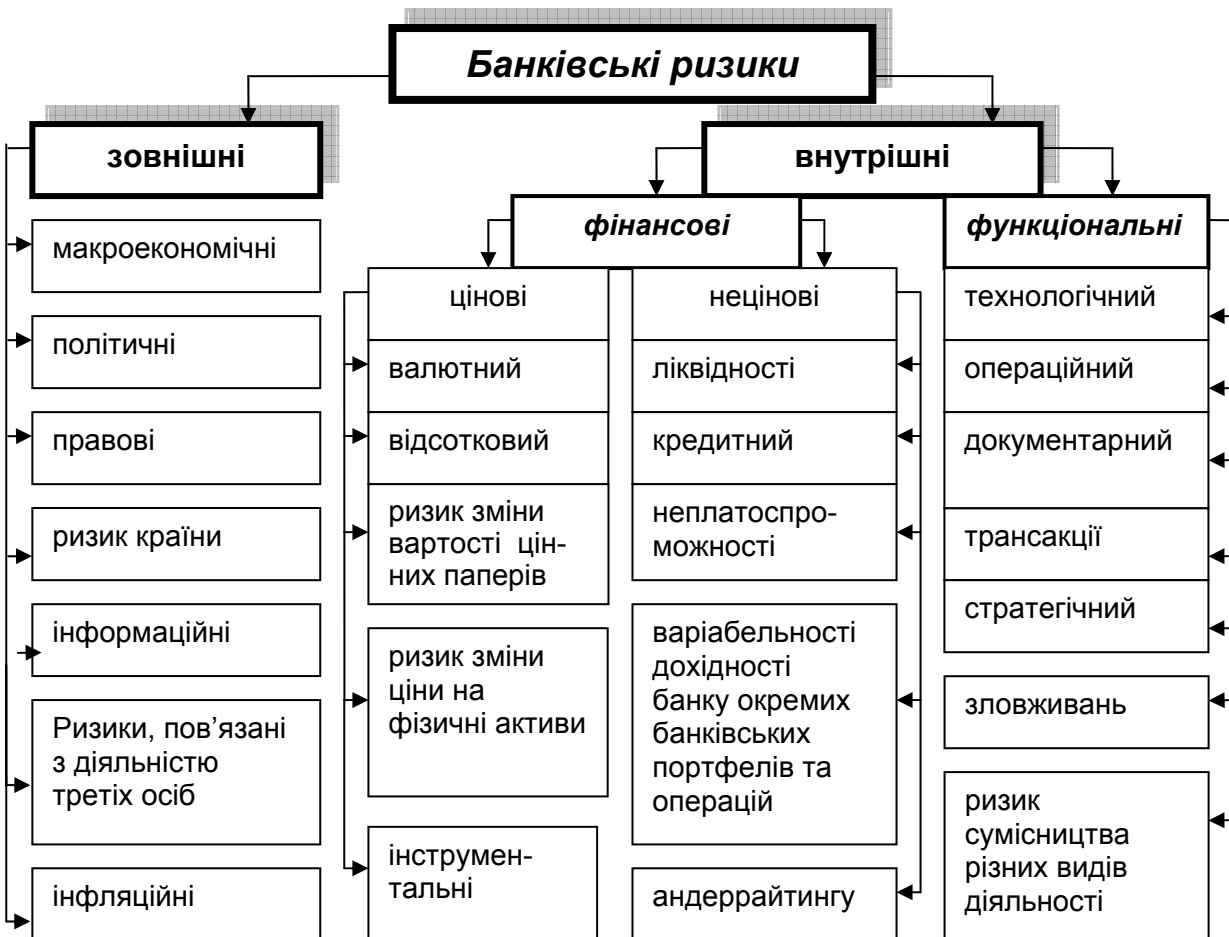 Банківські ризики
зовнішні
внутрішні
фінансові
функціональні
макроекономічні
політичні
правові
ризик країни
інформаційні
Ризики, пов’язані
з діяльністю
третіх осіб
інфляційні
цінові
валютний
відсотковий
ризик зміни
вартості цін-
них паперів
ризик зміни
ціни на
фізичні активи
інструмен-
тальні
нецінові
ліквідності
кредитний
неплатоспро-
можності
варіабельності
дохідності
банку окремих
банківських
портфелів та
операцій
андеррайтингу
технологічний
операційний
документарний
трансакції
стратегічний
зловживань
ризик
сумісництва
різних видів
діяльності